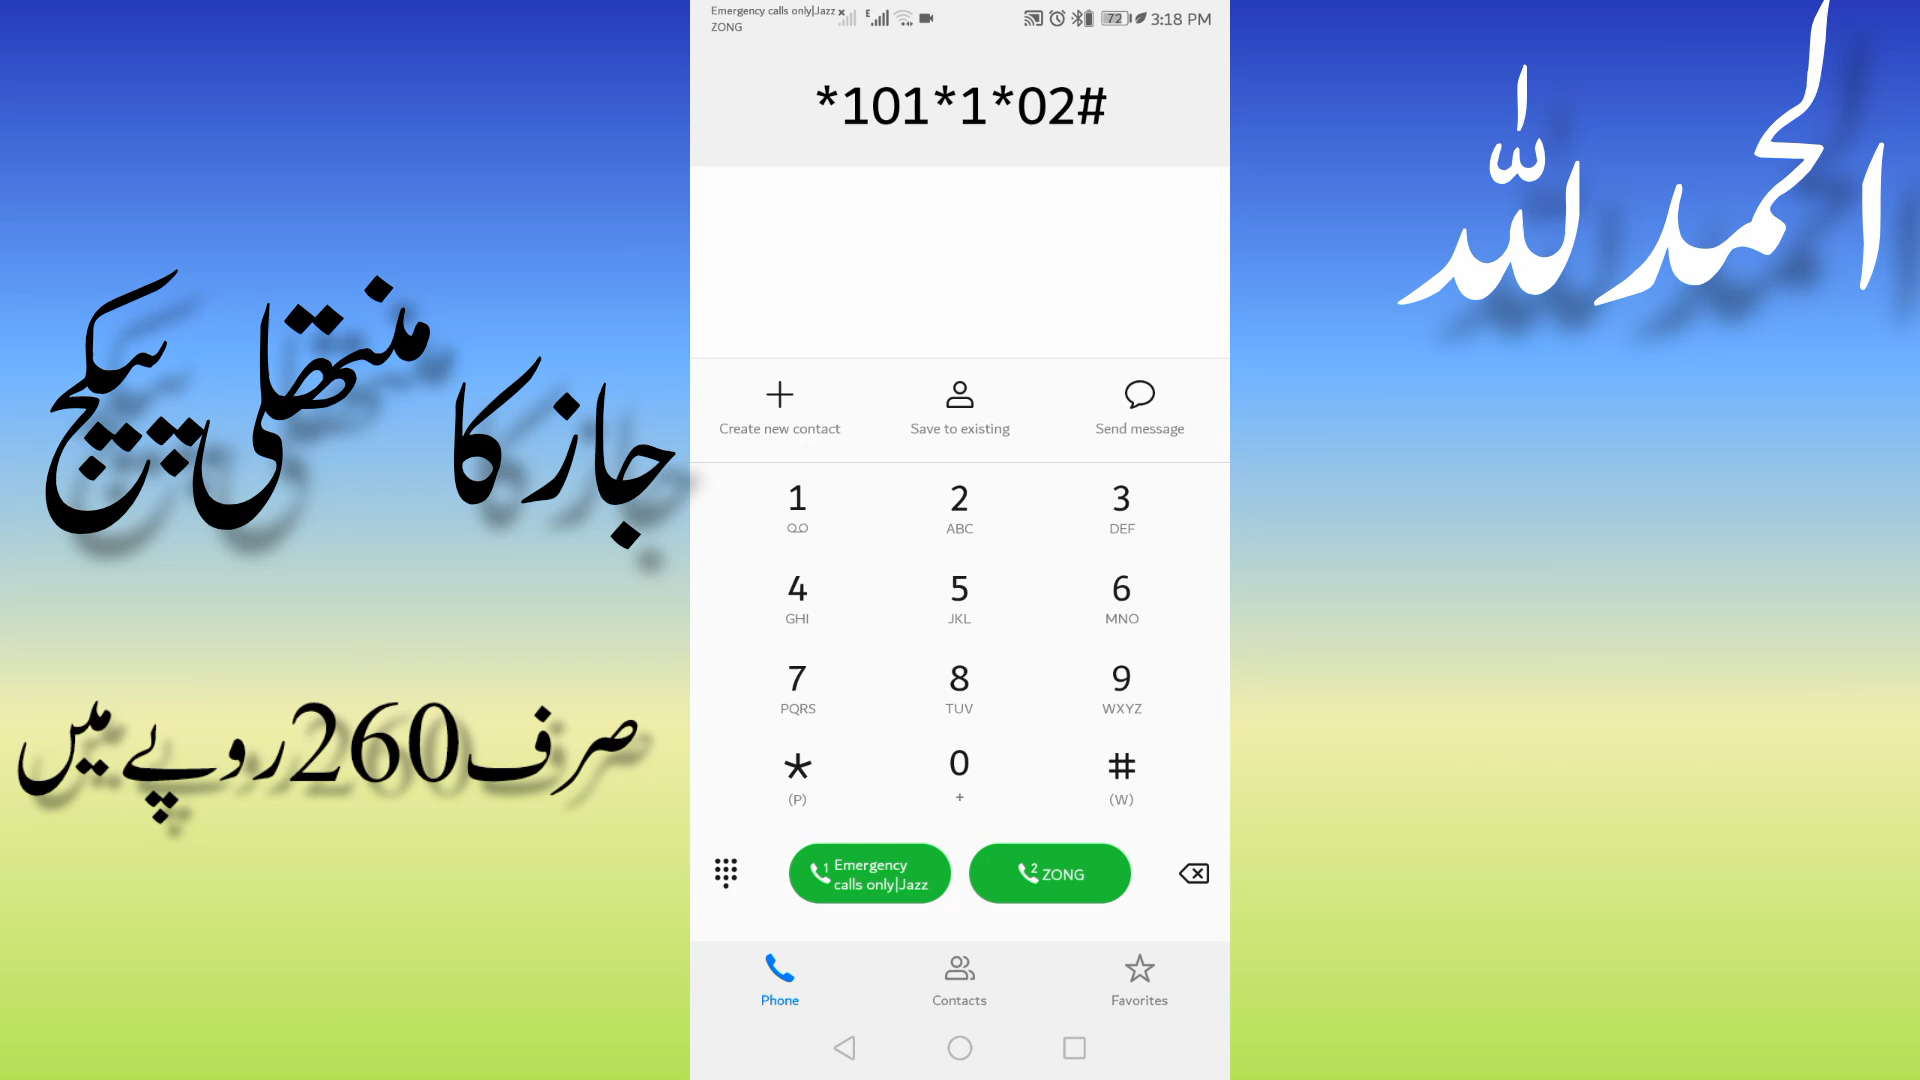 Emergency calls only|Jazz
ZONG
E
72
3:18 PM
*101*1*02#
الحمد للّٰہ
جاز کا منتھلی پیکج
صرف 260 روپے میں
Create new contact
Save to existing
Send message
1
2 ABC
3 DEF
4 GHI
5 JKL
6 MNO
7 PQRS
8 TUV
9 WXYZ
* (P)
0 +
# (W)
1 Emergency calls only|Jazz
2 ZONG
Phone
Contacts
Favorites